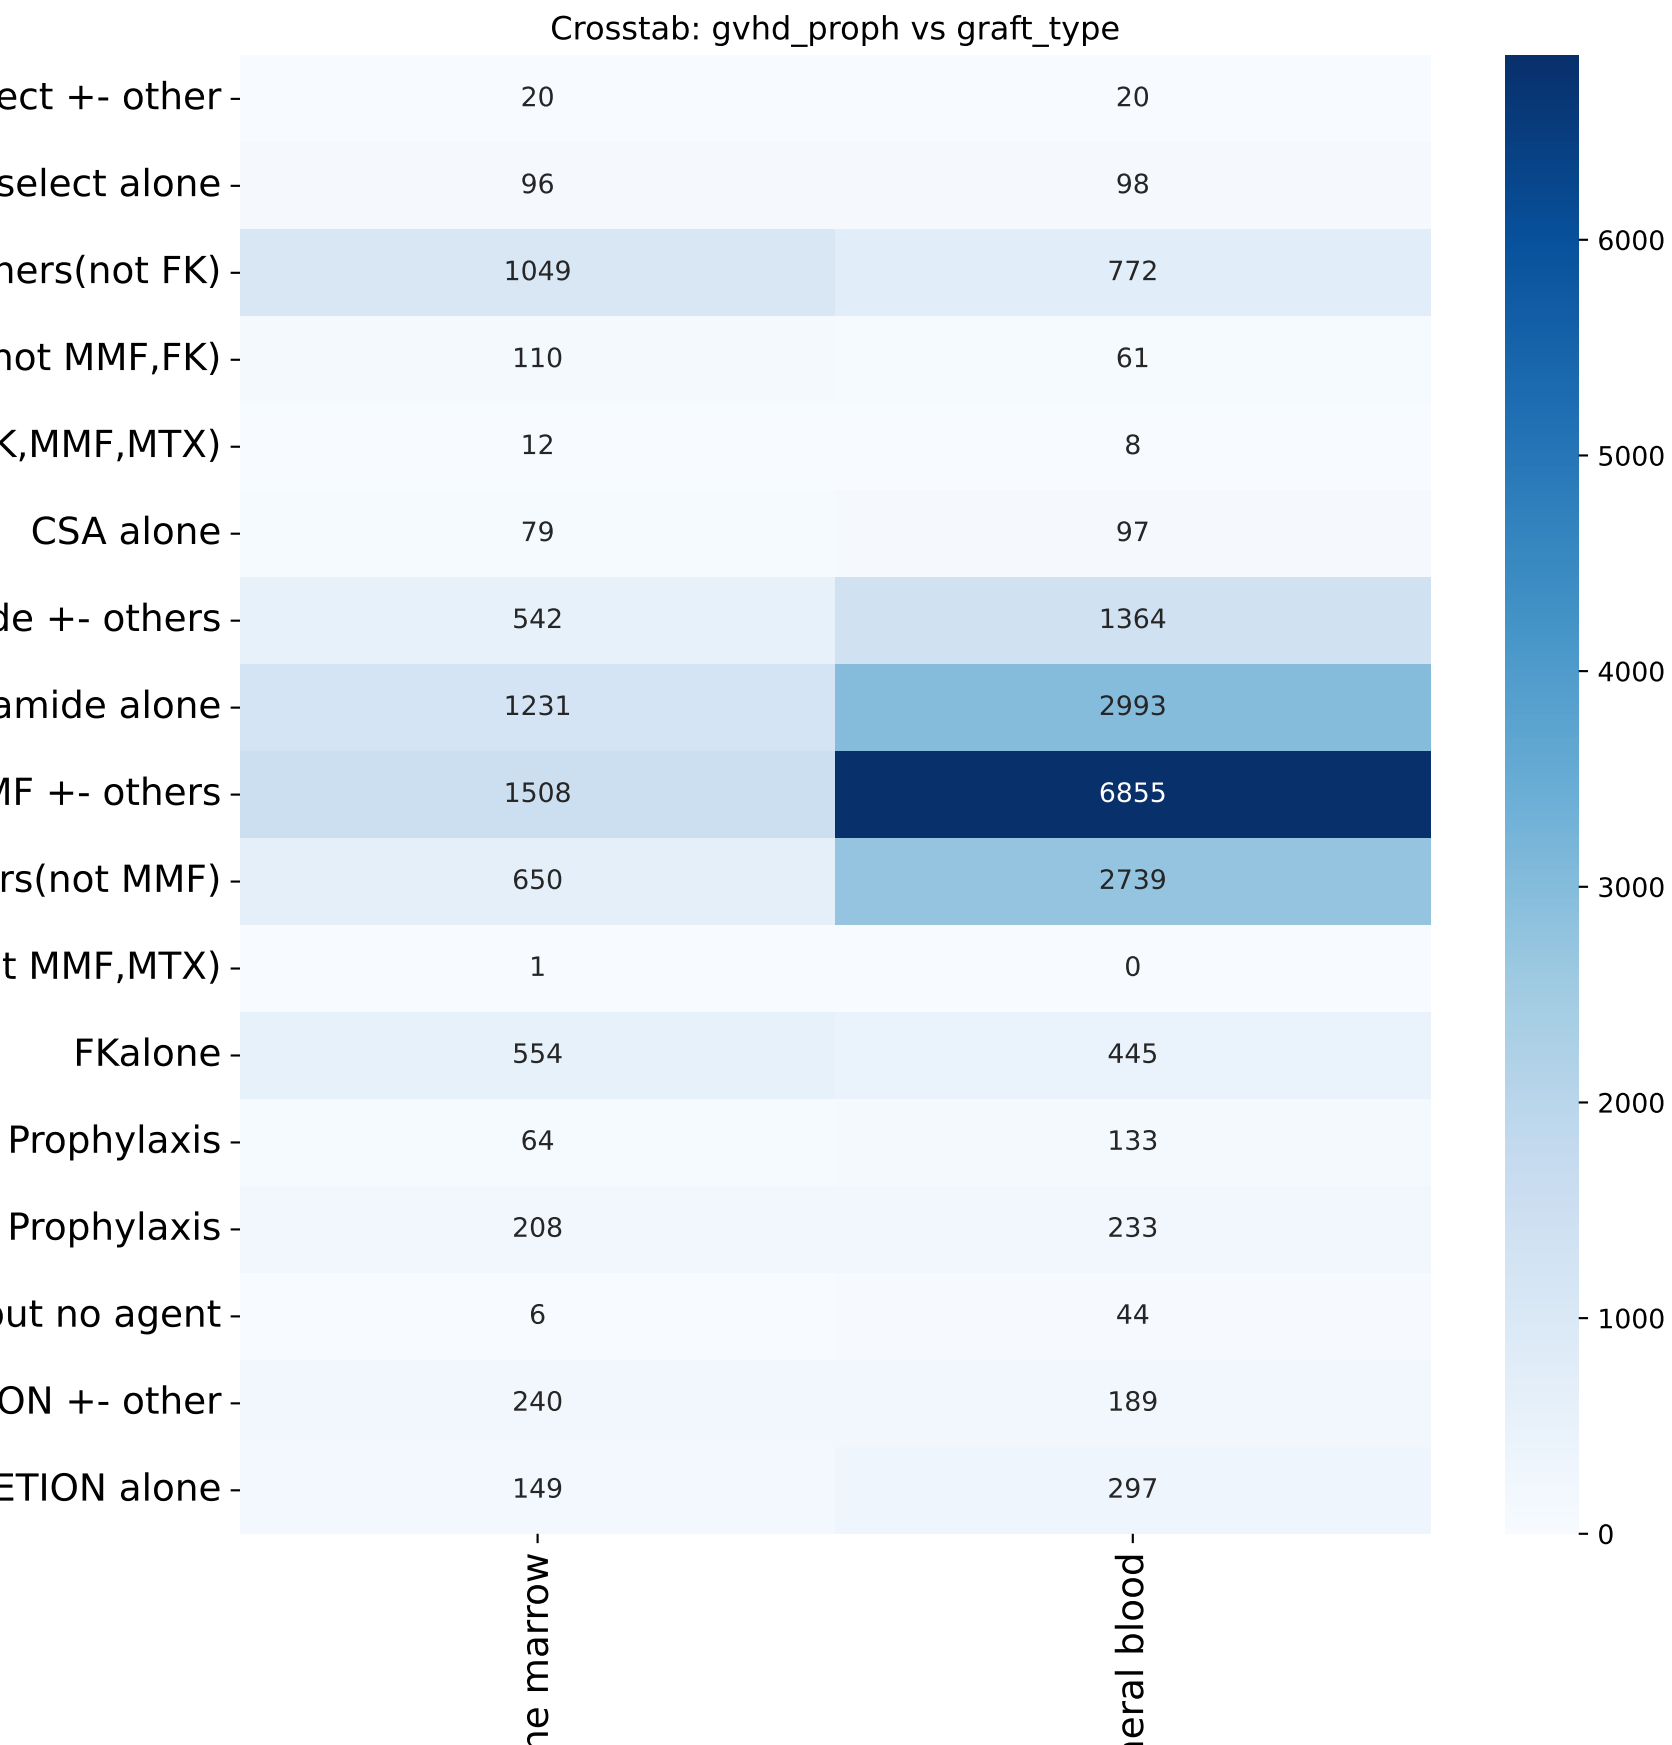 Crosstab: gvhd_proph vs graft_type
ect +- other 20 20
select alone 96 98
hers(not FK) 1049 772
not MMF,FK) 110 61
K,MMF,MTX) 12 8
CSA alone 79 97
de +- others 542 1364
amide alone 1231 2993
MF +- others 1508 6855
rs(not MMF) 650 2739
t MMF,MTX) 1 0
FKalone 554 445
Prophylaxis 64 133
Prophylaxis 208 233
out no agent 6 44
ON +- other 240 189
ETION alone 149 297
ne marrow
heral blood
6000
5000
4000
3000
2000
1000
0